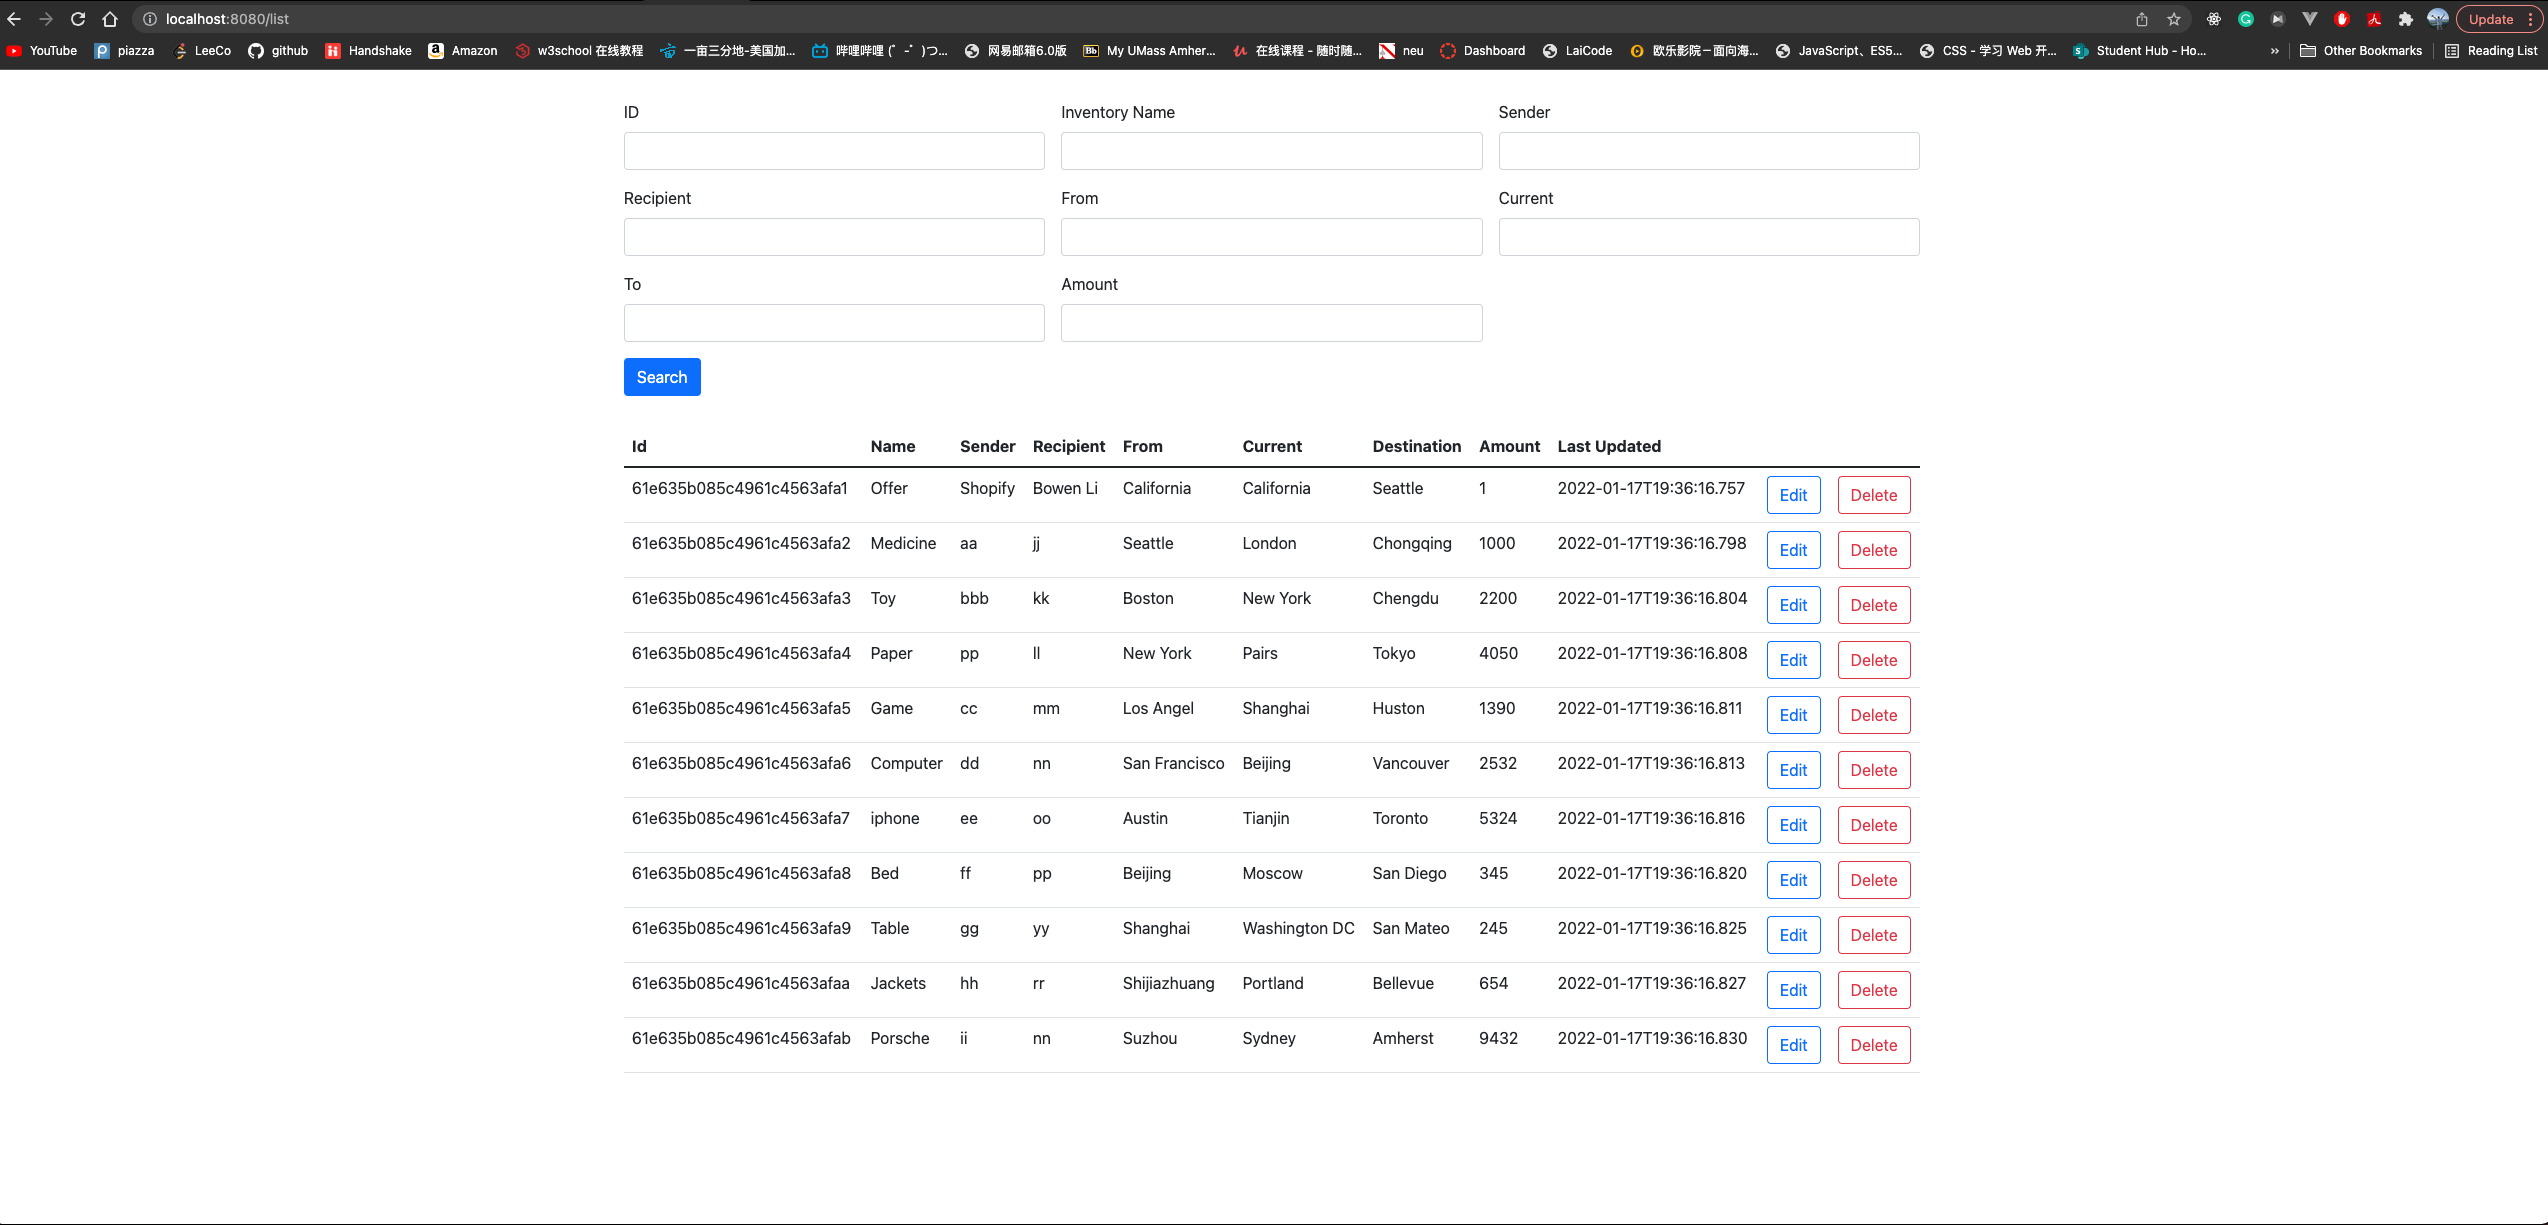 localhost:8080/list
Update
YouTube piazza LeeCo github Handshake Amazon w3school 在线教程 一亩三分地-美国加... 哔哩哔哩 (゜-゜)つ... 网易邮箱6.0版 My UMass Amher... 在线课程 - 随时随... neu Dashboard LaiCode 欧乐影院－面向海... JavaScript、ES5... CSS - 学习 Web 开... Student Hub - Ho... » Other Bookmarks Reading List
ID Inventory Name Sender
Recipient From Current
To Amount
Search
Id Name Sender Recipient From Current Destination Amount Last Updated
61e635b085c4961c4563afa1 Offer Shopify Bowen Li California California Seattle 1 2022-01-17T19:36:16.757 Edit Delete
61e635b085c4961c4563afa2 Medicine aa jj Seattle London Chongqing 1000 2022-01-17T19:36:16.798 Edit Delete
61e635b085c4961c4563afa3 Toy bbb kk Boston New York Chengdu 2200 2022-01-17T19:36:16.804 Edit Delete
61e635b085c4961c4563afa4 Paper pp ll New York Pairs Tokyo 4050 2022-01-17T19:36:16.808 Edit Delete
61e635b085c4961c4563afa5 Game cc mm Los Angel Shanghai Huston 1390 2022-01-17T19:36:16.811 Edit Delete
61e635b085c4961c4563afa6 Computer dd nn San Francisco Beijing Vancouver 2532 2022-01-17T19:36:16.813 Edit Delete
61e635b085c4961c4563afa7 iphone ee oo Austin Tianjin Toronto 5324 2022-01-17T19:36:16.816 Edit Delete
61e635b085c4961c4563afa8 Bed ff pp Beijing Moscow San Diego 345 2022-01-17T19:36:16.820 Edit Delete
61e635b085c4961c4563afa9 Table gg yy Shanghai Washington DC San Mateo 245 2022-01-17T19:36:16.825 Edit Delete
61e635b085c4961c4563afaa Jackets hh rr Shijiazhuang Portland Bellevue 654 2022-01-17T19:36:16.827 Edit Delete
61e635b085c4961c4563afab Porsche ii nn Suzhou Sydney Amherst 9432 2022-01-17T19:36:16.830 Edit Delete